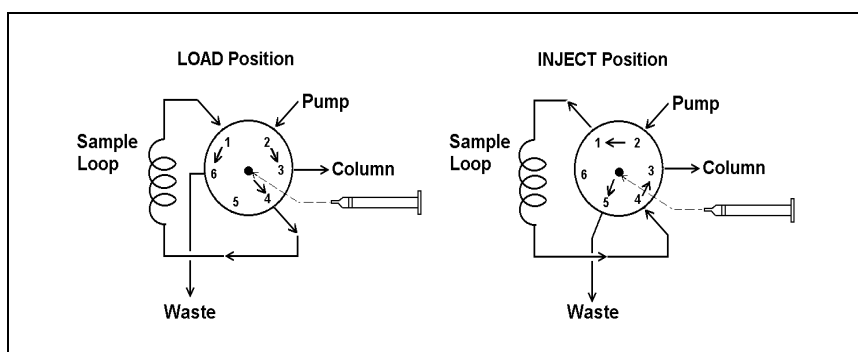 LOAD Position
Pump
Sample
Loop
1
2
3
4
5
6
Column
Waste
INJECT Position
Pump
Sample
Loop
1
2
3
4
5
6
Column
Waste